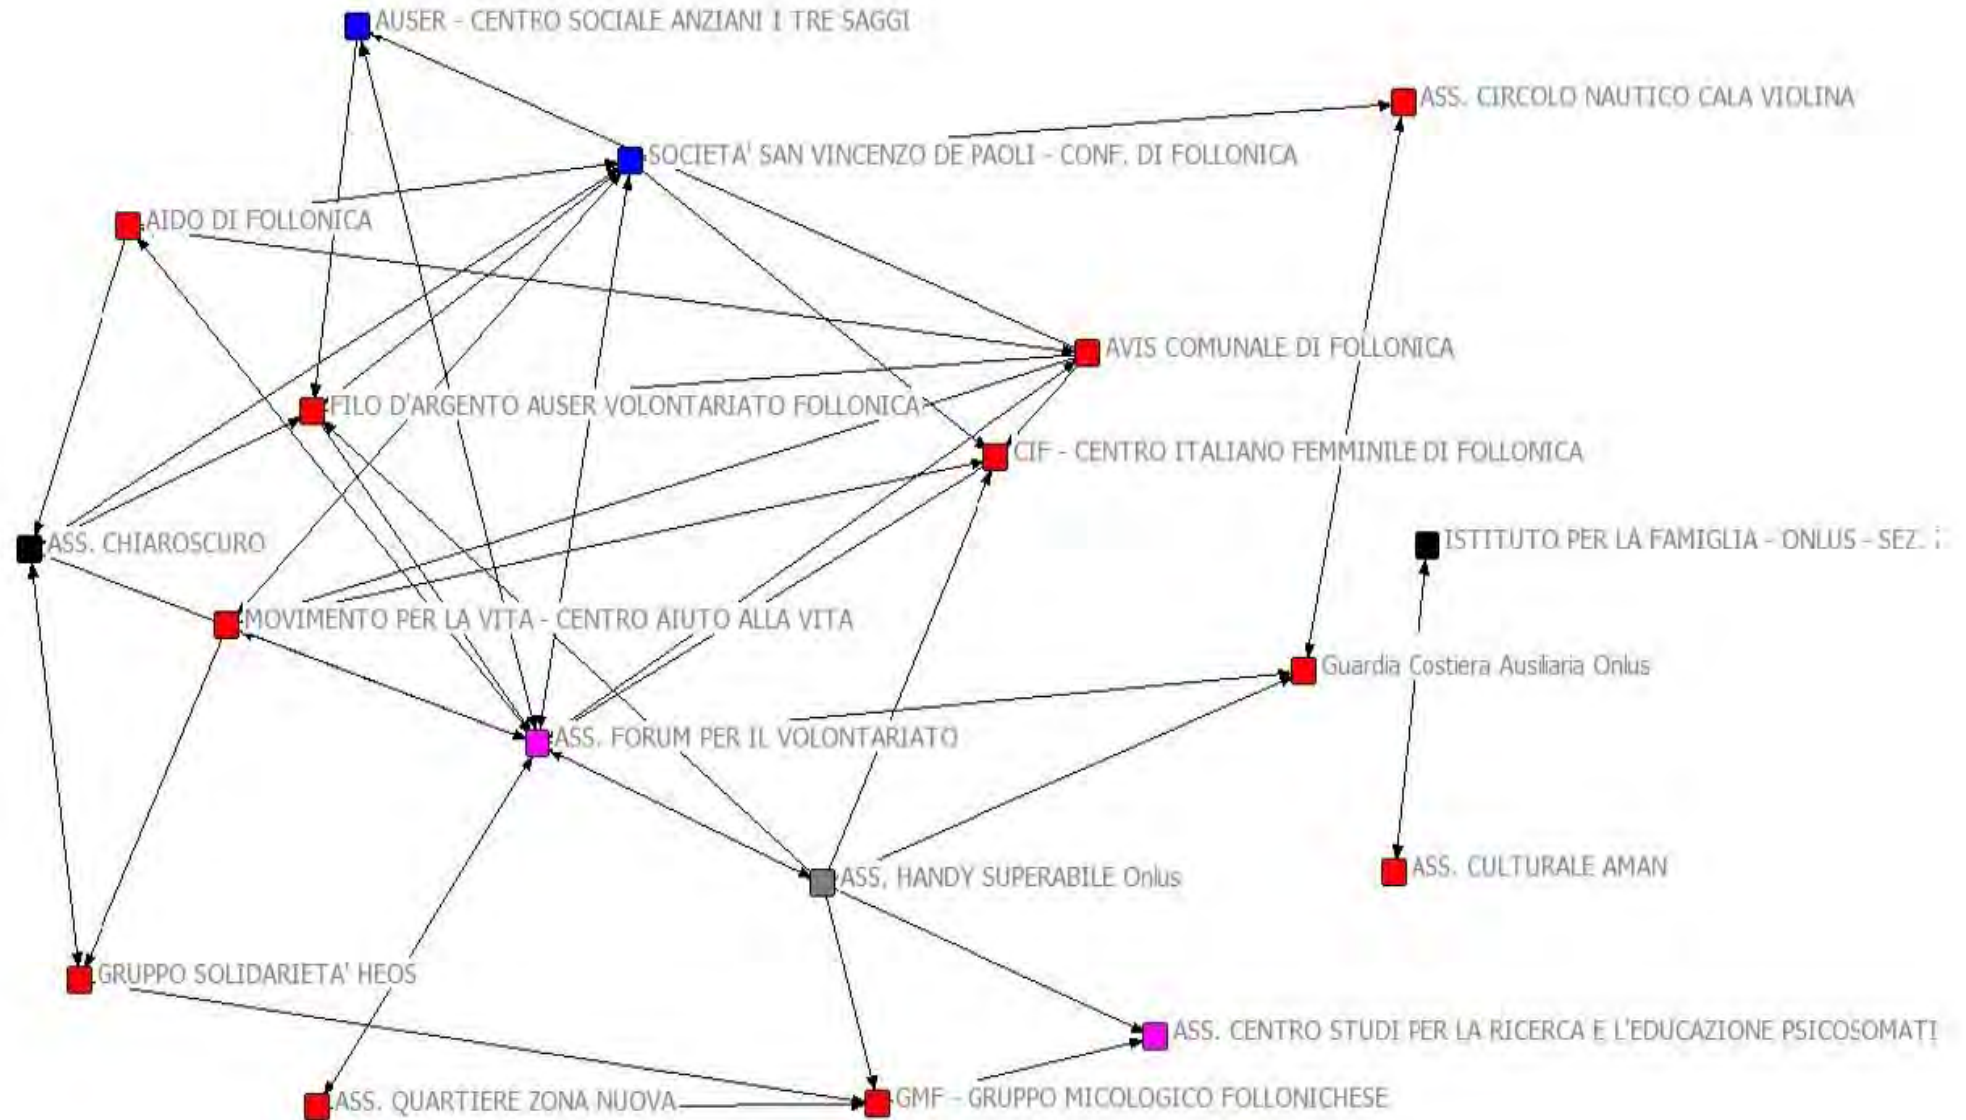 AUSER - CENTRO SOCIALE ANZIANI I TRE SAGGI
ASS. CIRCOLO NAUTICO CALA VIOLINA
SOCIETA' SAN VINCENZO DE PAOLI - CONF. DI FOLLONICA
AIDO DI FOLLONICA
AVIS COMUNALE DI FOLLONICA
FILO D'ARGENTO AUSER VOLONTARIATO FOLLONICA
CIF - CENTRO ITALIANO FEMMINILE DI FOLLONICA
ASS. CHIAROSCURO
ISTITUTO PER LA FAMIGLIA - ONLUS - SEZ.
MOVIMENTO PER LA VITA - CENTRO AIUTO ALLA VITA
Guardia Costiera Ausiliaria Onlus
ASS. FORUM PER IL VOLONTARIATO
ASS. CULTURALE AMAN
ASS. HANDY SUPERABILE Onlus
GRUPPO SOLIDARIETA' HEOS
ASS. CENTRO STUDI PER LA RICERCA E L'EDUCAZIONE PSICOSOMATI
ASS. QUARTIERE ZONA NUOVA
GMF - GRUPPO MICOLOGICO FOLLONICHESE